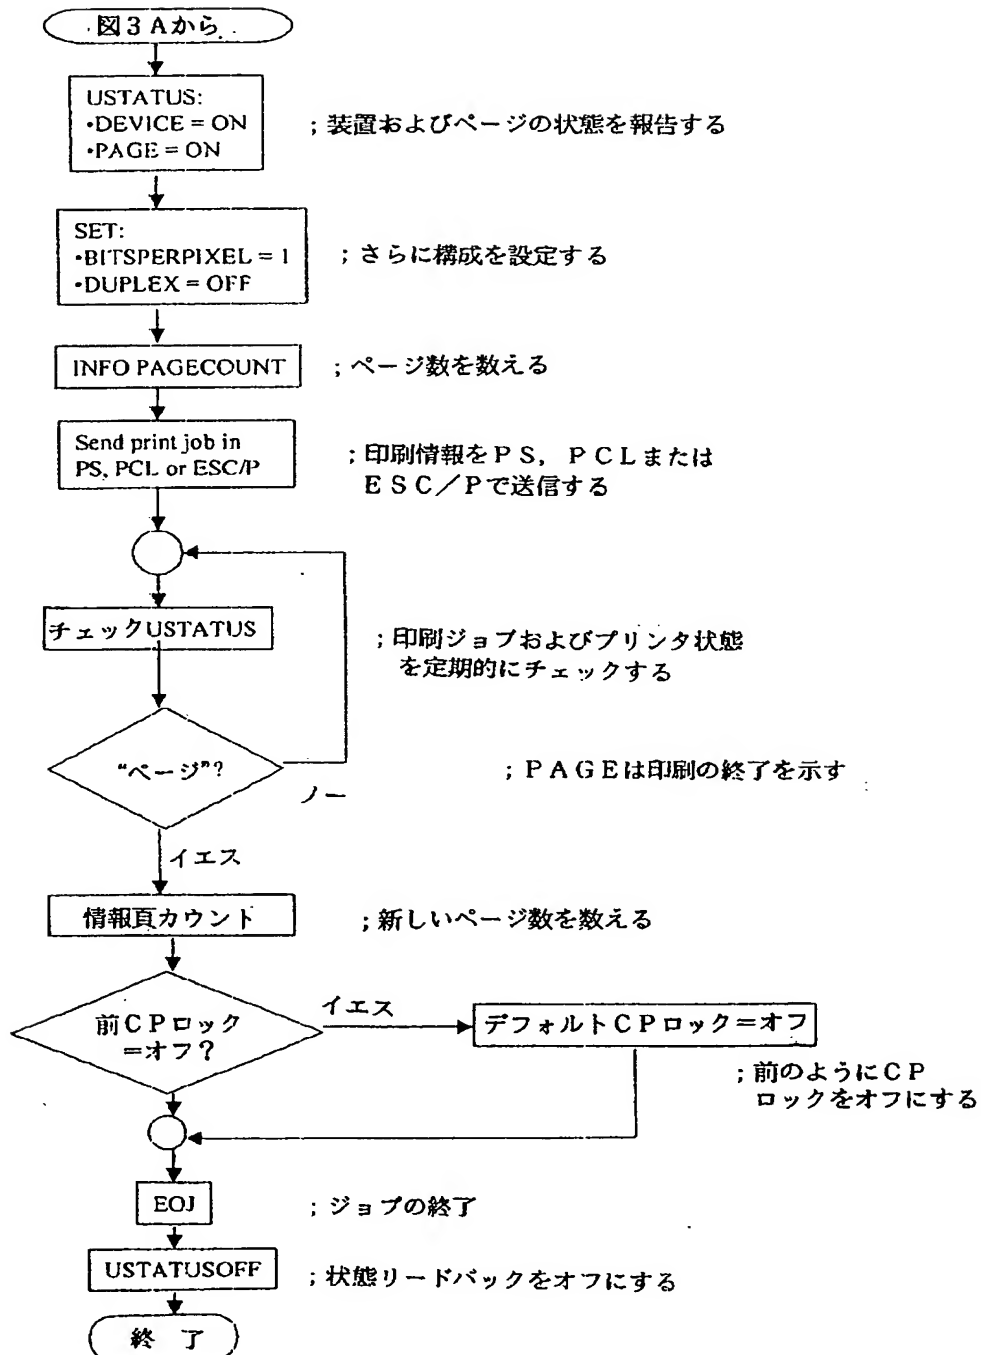 図3Aから
USTATUS:
•DEVICE = ON
•PAGE = ON
;装置およびページの状態を報告する
SET:
•BITSPERPIXEL = 1
•DUPLEX = OFF
;さらに構成を設定する
INFO PAGECOUNT
;ページ数を数える
Send print job in
PS, PCL or ESC/P
;印刷情報をPS,PCLまたは
ESC/Pで送信する
チェックUSTATUS
;印刷ジョブおよびプリンタ状態
を定期的にチェックする
“ページ”?
ノー
;PAGEは印刷の終了を示す
イエス
情報頁カウント
;新しいページ数を数える
前CPロック
=オフ?
イエス
デフォルトCPロック=オフ
;前のようにCP
ロックをオフにする
EOJ
;ジョブの終了
USTATUSOFF
;状態リードバックをオフにする
終 了